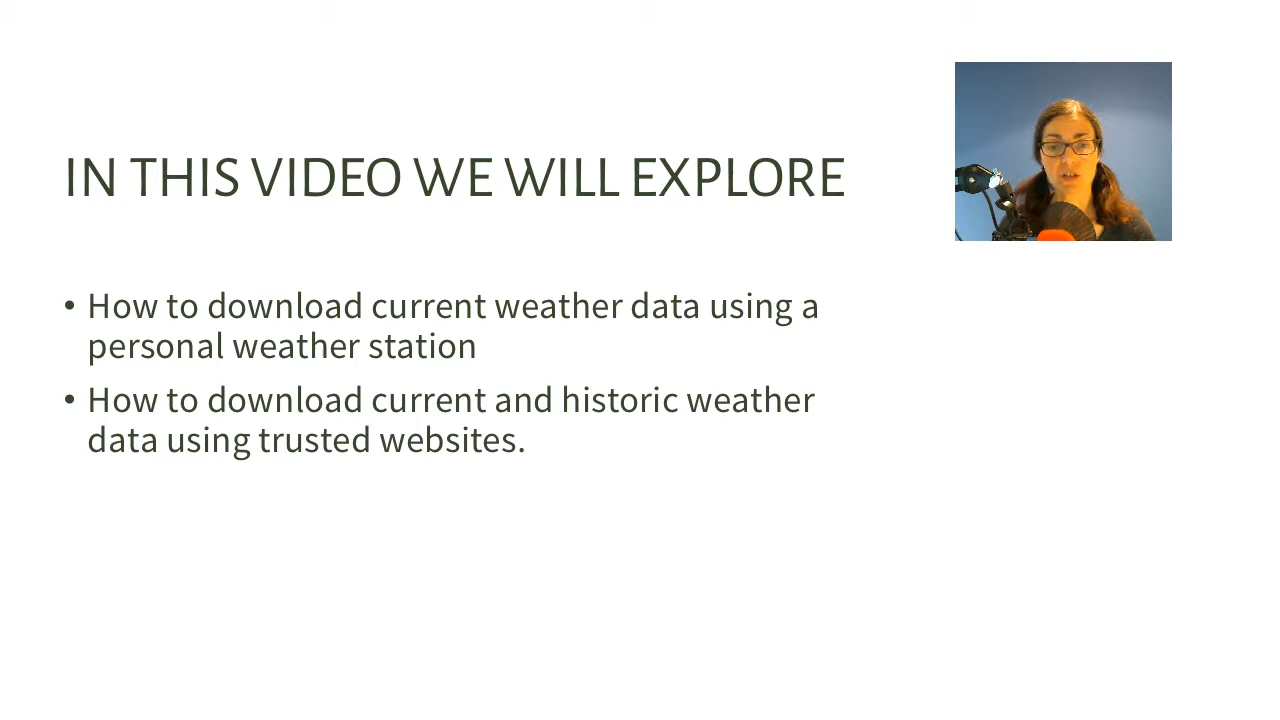 IN THIS VIDEO WE WILL EXPLORE
• How to download current weather data using a
personal weather station
• How to download current and historic weather
data using trusted websites.